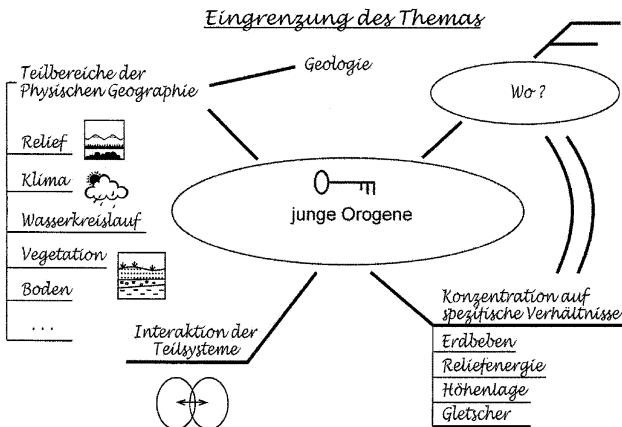 Eingrenzung des Themas
Teilbereiche der
Physischen Geographie
Geologie
Wo ?
Relief
Klima
Wasserkreislauf
Vegetation
Boden
...
junge Orogene
Interaktion der
Teilsysteme
Konzentration auf
spezifische Verhältnisse
Erdbeben
Reliefenergie
Höhenlage
Gletscher